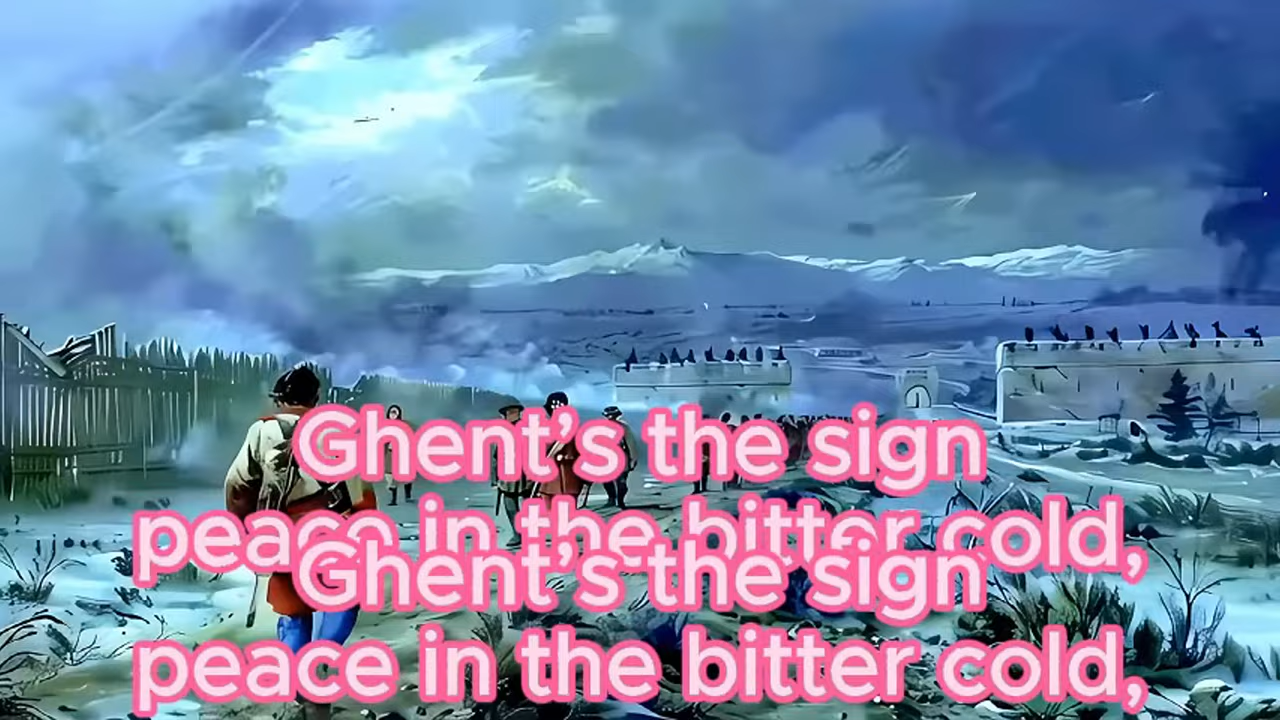 Ghent’s the sign
peace in the bitter cold,
Ghent’s the sign
peace in the bitter cold,